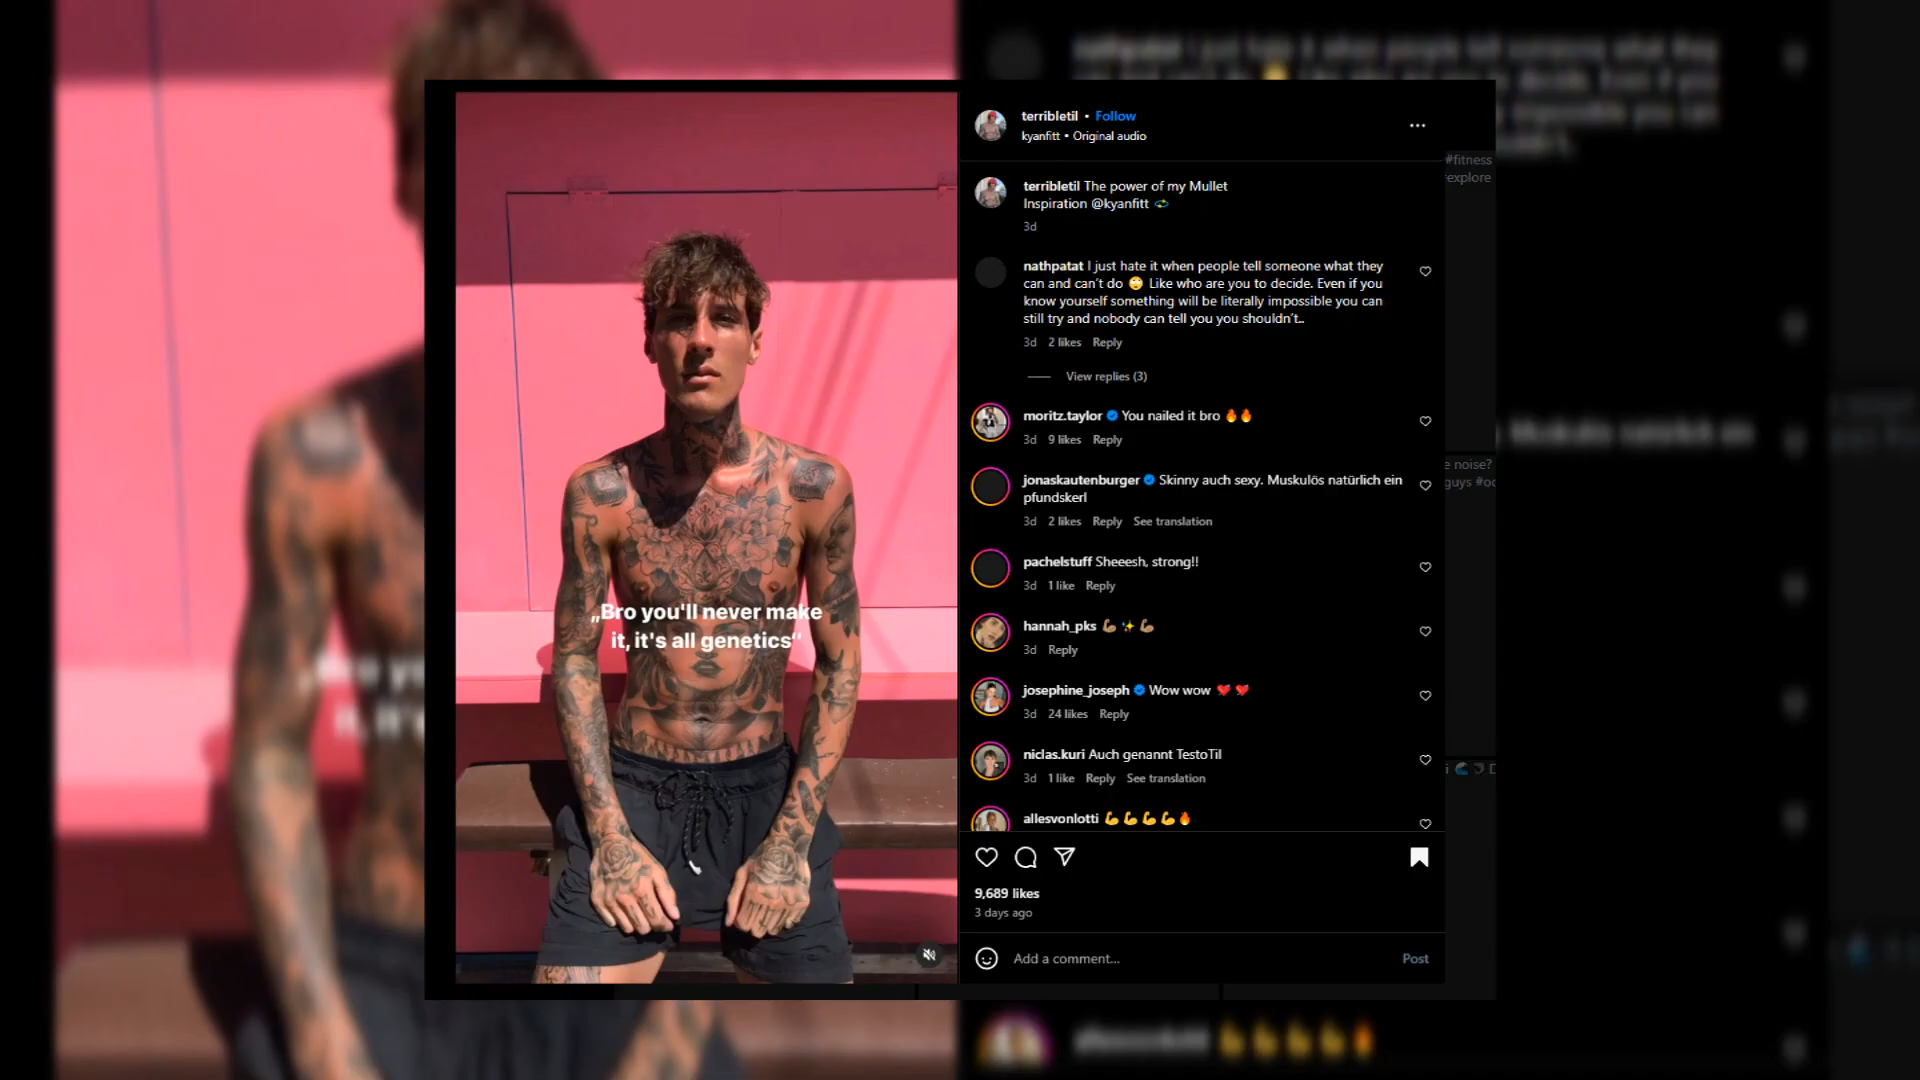 „Bro you'll never make
it, it's all genetics“
terribletil • Follow
kyanfitt • Original audio
terribletil The power of my Mullet
Inspiration @kyanfitt 💫
3d
nathpatat I just hate it when people tell someone what they
can and can't do 🙄 Like who are you to decide. Even if you
know yourself something will be literally impossible you can
still try and nobody can tell you you shouldn't..
3d 2 likes Reply
View replies (3)
moritz.taylor You nailed it bro 🔥🔥
3d 9 likes Reply
jonaskautenburger Skinny auch sexy. Muskulös natürlich ein
pfundskerl
3d 2 likes Reply See translation
pachelstuff Sheeesh, strong!!
3d 1 like Reply
hannah_pks 💪🏽✨💪🏽
3d Reply
josephine_joseph Wow wow ❤️‍🔥❤️‍🔥
3d 24 likes Reply
niclas.kuri Auch genannt TestoTil
3d 1 like Reply See translation
allesvonlotti 💪💪💪💪🔥
9,689 likes
3 days ago
Add a comment... Post
#fitness
explore
e noise?
guys